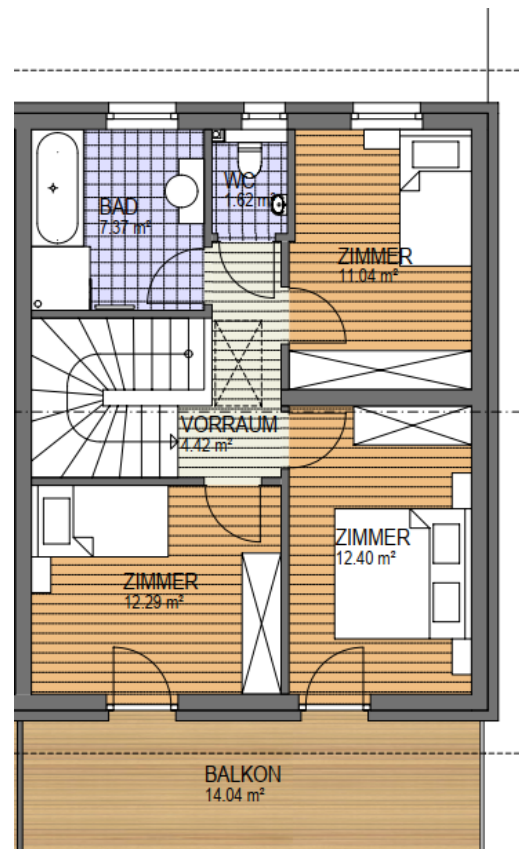 WC
1.62 m²
BAD
7.37 m²
ZIMMER
11.04 m²
VORRAUM
4.42 m²
ZIMMER
12.40 m²
ZIMMER
12.29 m²
BALKON
14.04 m²